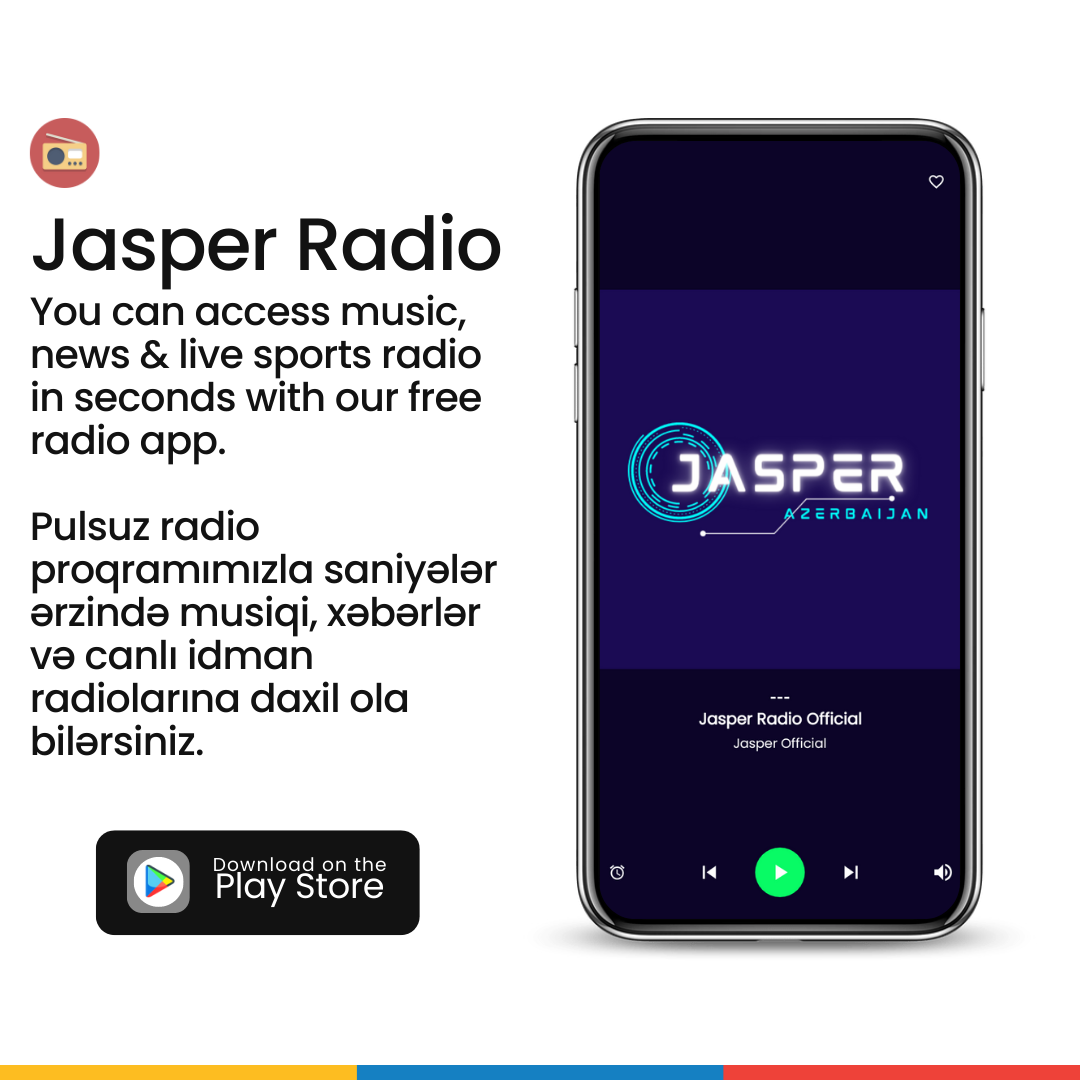 Jasper Radio
You can access music,
news & live sports radio
in seconds with our free
radio app.
Pulsuz radio
proqramımızla saniyələr
ərzində musiqi, xəbərlər
və canlı idman
radiolarına daxil ola
bilərsiniz.
Download on the
Play Store
JASPER
AZERBAIJAN
---
Jasper Radio Official
Jasper Official